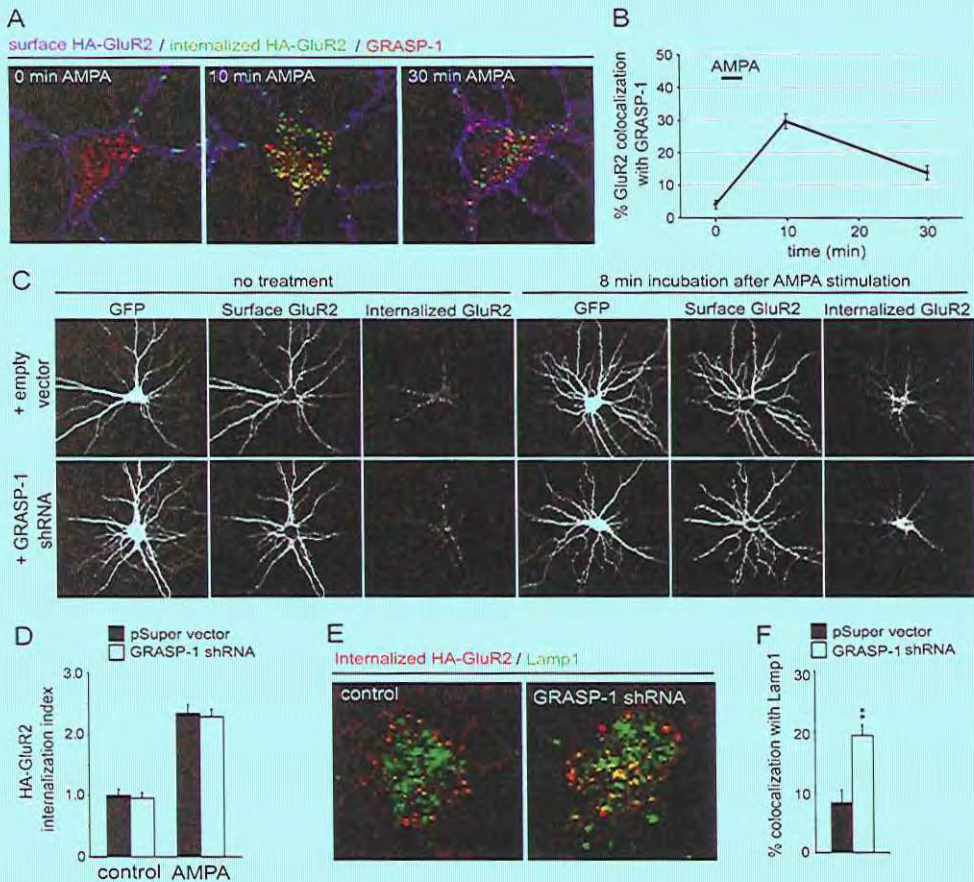 A
surface HA-GluR2 / internalized HA-GluR2 / GRASP-1
0 min AMPA
10 min AMPA
30 min AMPA
B
AMPA
% GluR2 colocalization
with GRASP-1
50
40
30
20
10
0
0 10 20 30
time (min)
C
no treatment
8 min incubation after AMPA stimulation
GFP
Surface GluR2
Internalized GluR2
GFP
Surface GluR2
Internalized GluR2
+ empty
vector
+ GRASP-1
shRNA
D
pSuper vector
GRASP-1 shRNA
HA-GluR2
internalization index
3.0
2.0
1.0
0
control AMPA
E
Internalized HA-GluR2 / Lamp1
control
GRASP-1 shRNA
F
pSuper vector
GRASP-1 shRNA
% colocalization with Lamp1
30
20
10
0
**